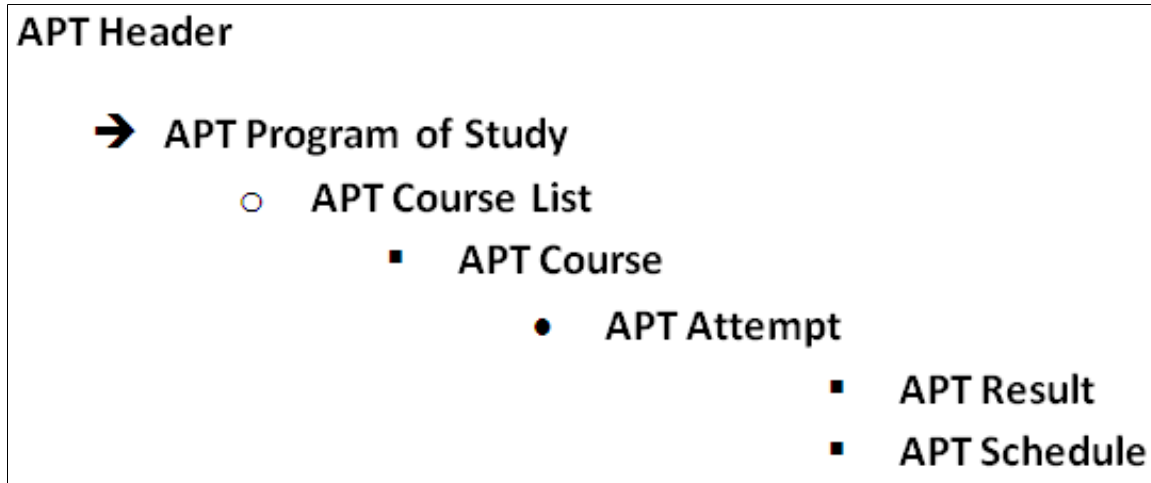 APT Header
➔ APT Program of Study
○ APT Course List
▪ APT Course
• APT Attempt
▪ APT Result
▪ APT Schedule